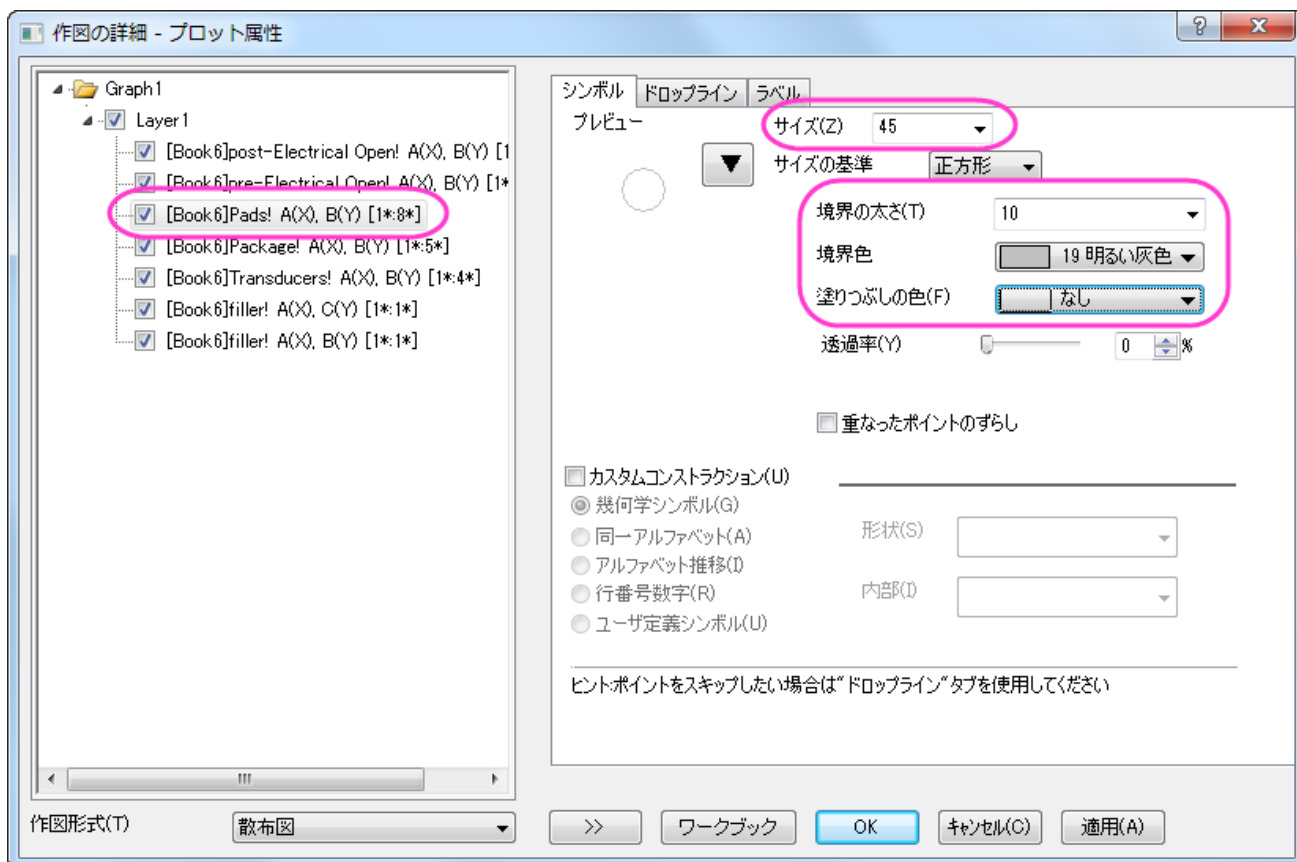 作図の詳細 - プロット属性
Graph1
Layer1
[Book6]post-Electrical Open! A(X), B(Y) [1
[Book6]pre-Electrical Open! A(X), B(Y) [1*
[Book6]Pads! A(X), B(Y) [1*:8*]
[Book6]Package! A(X), B(Y) [1*:5*]
[Book6]Transducers! A(X), B(Y) [1*:4*]
[Book6]filler! A(X), C(Y) [1*:1*]
[Book6]filler! A(X), B(Y) [1*:1*]
シンボル ドロップライン ラベル
プレビュー
サイズ(Z) 45
サイズの基準 正方形
境界の太さ(T) 10
境界色 19 明るい灰色
塗りつぶしの色(F) なし
透過率(Y) 0 %
重なったポイントのずらし
カスタムコンストラクション(U)
幾何学シンボル(G)
同一アルファベット(A)
アルファベット推移(I)
行番号数字(R)
ユーザ定義シンボル(U)
形状(S)
内部(I)
ヒント:ポイントをスキップしたい場合は"ドロップライン"タブを使用してください
作図形式(T) 散布図
>> ワークブック OK キャンセル(C) 適用(A)